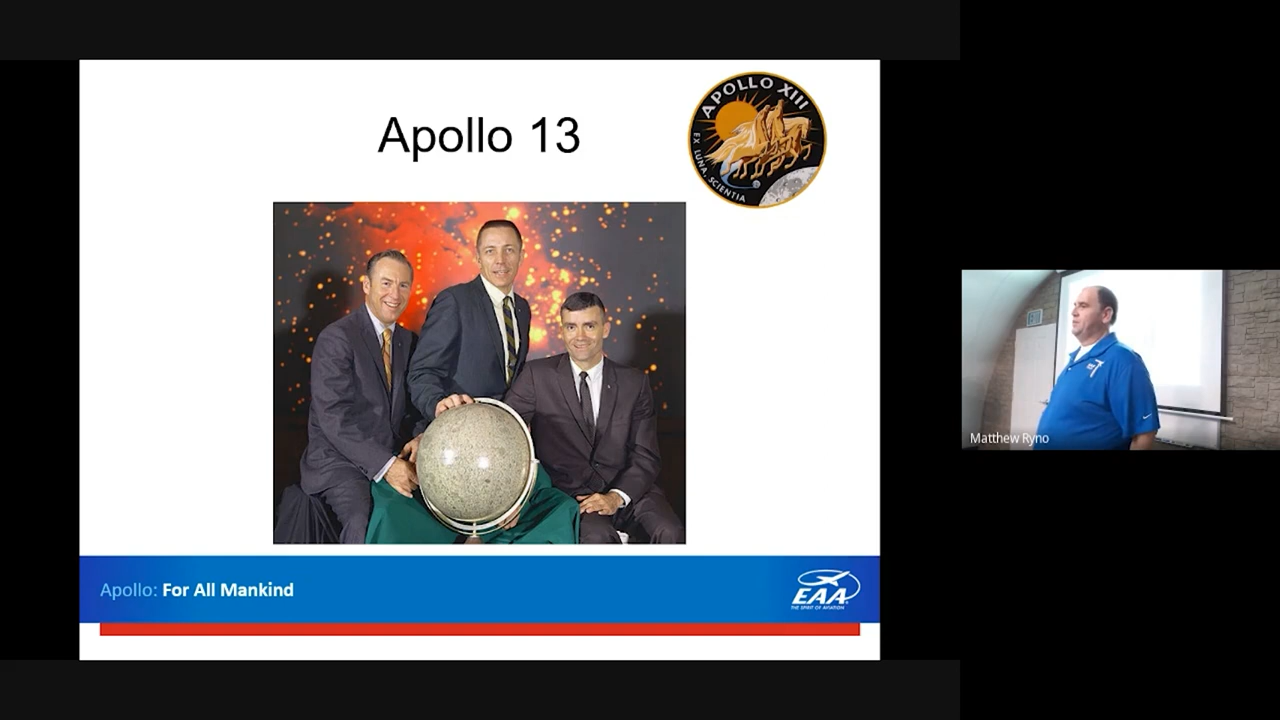 Apollo 13
APOLLO XIII
EX LUNA, SCIENTIA
Apollo: For All Mankind
EAA
THE SPIRIT OF AVIATION
Matthew Ryno